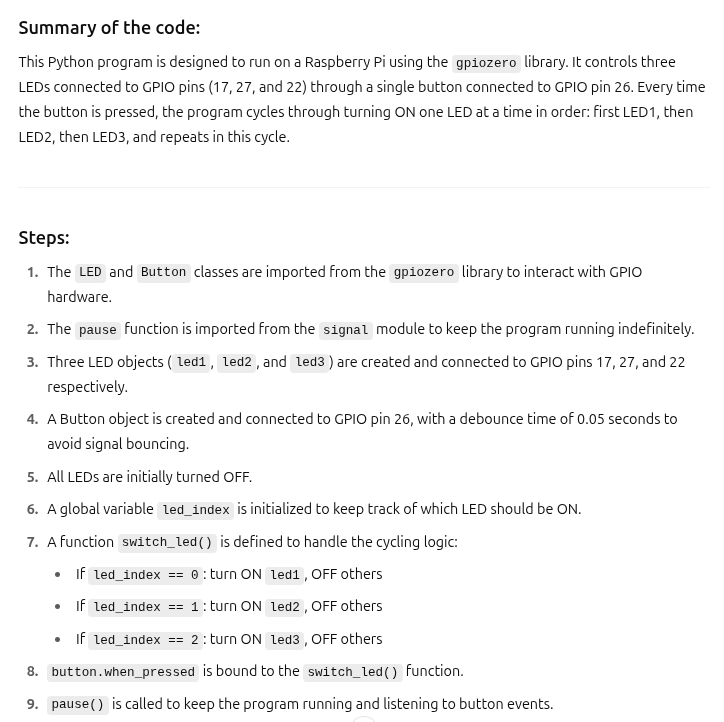 Summary of the code:
This Python program is designed to run on a Raspberry Pi using the gpiozero library. It controls three
LEDs connected to GPIO pins (17, 27, and 22) through a single button connected to GPIO pin 26. Every time
the button is pressed, the program cycles through turning ON one LED at a time in order: first LED1, then
LED2, then LED3, and repeats in this cycle.
Steps:
1. The LED and Button classes are imported from the gpiozero library to interact with GPIO
hardware.
2. The pause function is imported from the signal module to keep the program running indefinitely.
3. Three LED objects ( led1 , led2 , and led3 ) are created and connected to GPIO pins 17, 27, and 22
respectively.
4. A Button object is created and connected to GPIO pin 26, with a debounce time of 0.05 seconds to
avoid signal bouncing.
5. All LEDs are initially turned OFF.
6. A global variable led_index is initialized to keep track of which LED should be ON.
7. A function switch_led() is defined to handle the cycling logic:
• If led_index == 0 : turn ON led1 , OFF others
• If led_index == 1 : turn ON led2 , OFF others
• If led_index == 2 : turn ON led3 , OFF others
8. button.when_pressed is bound to the switch_led() function.
9. pause() is called to keep the program running and listening to button events.